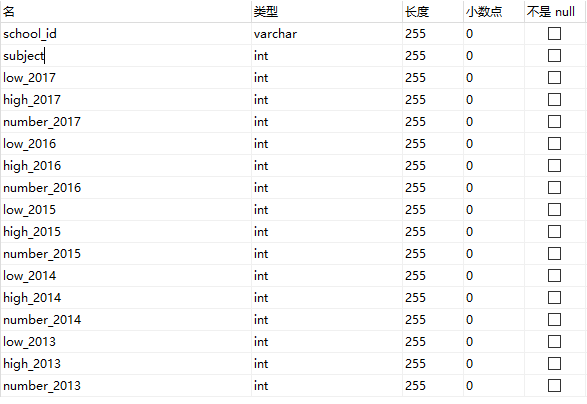 名 类型 长度 小数点 不是 null
school_id varchar 255 0
subject int 255 0
low_2017 int 255 0
high_2017 int 255 0
number_2017 int 255 0
low_2016 int 255 0
high_2016 int 255 0
number_2016 int 255 0
low_2015 int 255 0
high_2015 int 255 0
number_2015 int 255 0
low_2014 int 255 0
high_2014 int 255 0
number_2014 int 255 0
low_2013 int 255 0
high_2013 int 255 0
number_2013 int 255 0